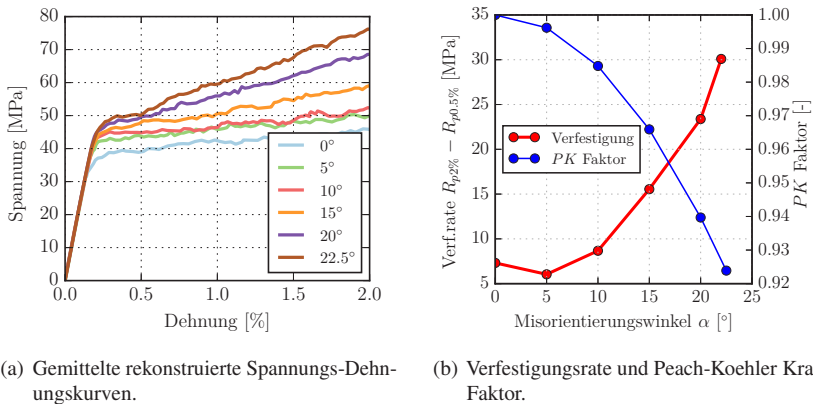 80
70
60
50
40
30
20
10
0
Spannung [MPa]
0°
5°
10°
15°
20°
22.5°
0.0 0.5 1.0 1.5 2.0
Dehnung [%]
(a) Gemittelte rekonstruierte Spannungs-Dehn-
ungskurven.
35
30
25
20
15
10
5
Verf.rate Rp2% − Rp0.5% [MPa]
Verfestigung
PK Faktor
1.00
0.99
0.98
0.97
0.96
0.95
0.94
0.93
0.92
PK Faktor [-]
0 5 10 15 20 25
Misorientierungswinkel α [°]
(b) Verfestigungsrate und Peach-Koehler Kra
Faktor.